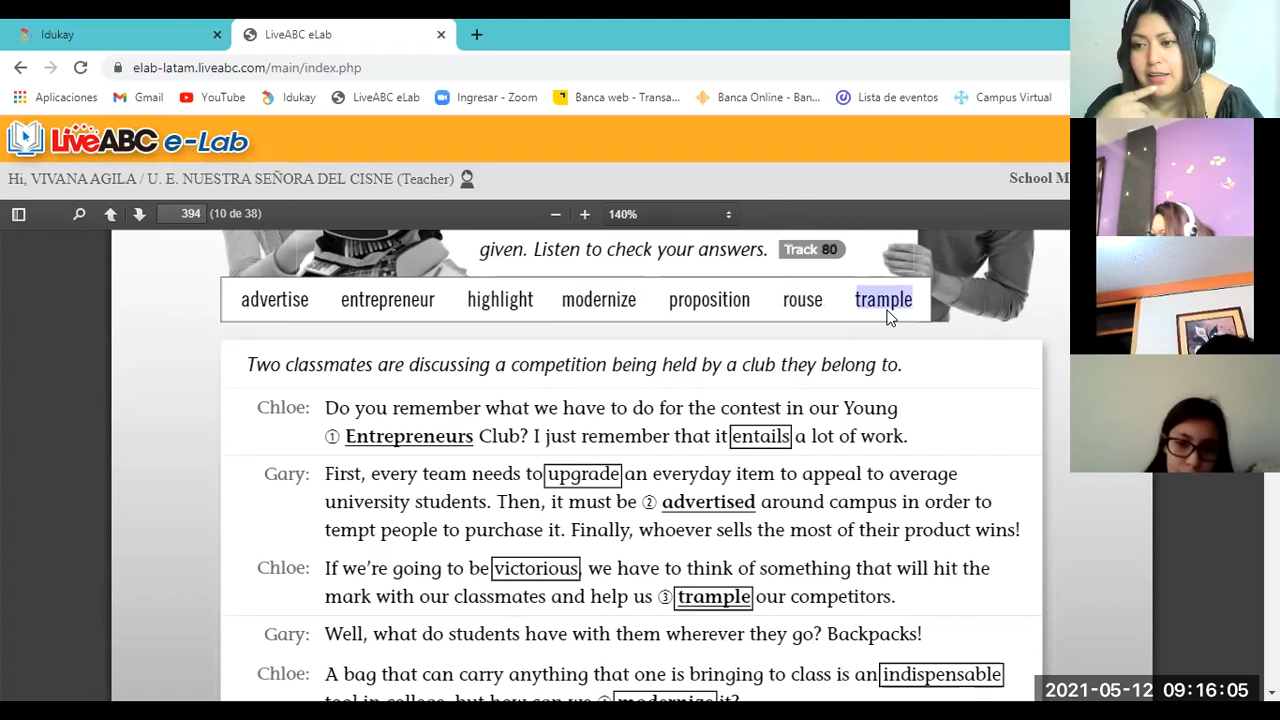 Idukay
LiveABC eLab
elab-latam.liveabc.com/main/index.php
Aplicaciones Gmail YouTube Idukay LiveABC eLab Ingresar - Zoom Banca web - Transa... Banca Online - Ban... Lista de eventos Campus Virtual
LiveABC e-Lab
Hi, VIVANA AGILA / U. E. NUESTRA SEÑORA DEL CISNE (Teacher) School M
394 (10 de 38) 140%
given. Listen to check your answers. Track 80
advertise entrepreneur highlight modernize proposition rouse trample
Two classmates are discussing a competition being held by a club they belong to.
Chloe: Do you remember what we have to do for the contest in our Young
① Entrepreneurs Club? I just remember that it entails a lot of work.
Gary: First, every team needs to upgrade an everyday item to appeal to average
university students. Then, it must be ② advertised around campus in order to
tempt people to purchase it. Finally, whoever sells the most of their product wins!
Chloe: If we're going to be victorious, we have to think of something that will hit the
mark with our classmates and help us ③ trample our competitors.
Gary: Well, what do students have with them wherever they go? Backpacks!
Chloe: A bag that can carry anything that one is bringing to class is an indispensable
tool in college, but how can we ④ modernize it?
2021-05-12 09:16:05